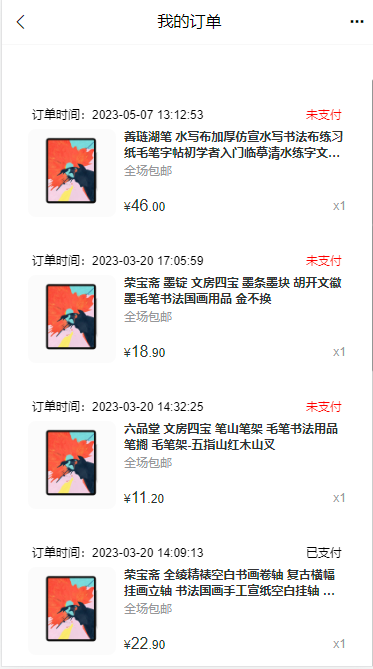 我的订单
订单时间：2023-05-07 13:12:53 未支付
善琏湖笔 水写布加厚仿宣水写书法布练习
纸毛笔字帖初学者入门临摹清水练字文...
全场包邮
¥46.00 x1
订单时间：2023-03-20 17:05:59 未支付
荣宝斋 墨锭 文房四宝 墨条墨块 胡开文徽
墨毛笔书法国画用品 金不换
全场包邮
¥18.90 x1
订单时间：2023-03-20 14:32:25 未支付
六品堂 文房四宝 笔山笔架 毛笔书法用品
笔搁 毛笔架-五指山红木山叉
全场包邮
¥11.20 x1
订单时间：2023-03-20 14:09:13 已支付
荣宝斋 全绫精裱空白书画卷轴 复古横幅
挂画立轴 书法国画手工宣纸空白挂轴 ...
全场包邮
¥22.90 x1